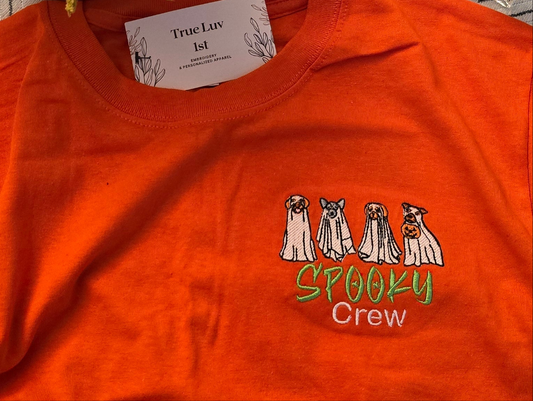 True Luv
1st
EMBROIDERY
& PERSONALIZED APPAREL
SPOOKY
Crew